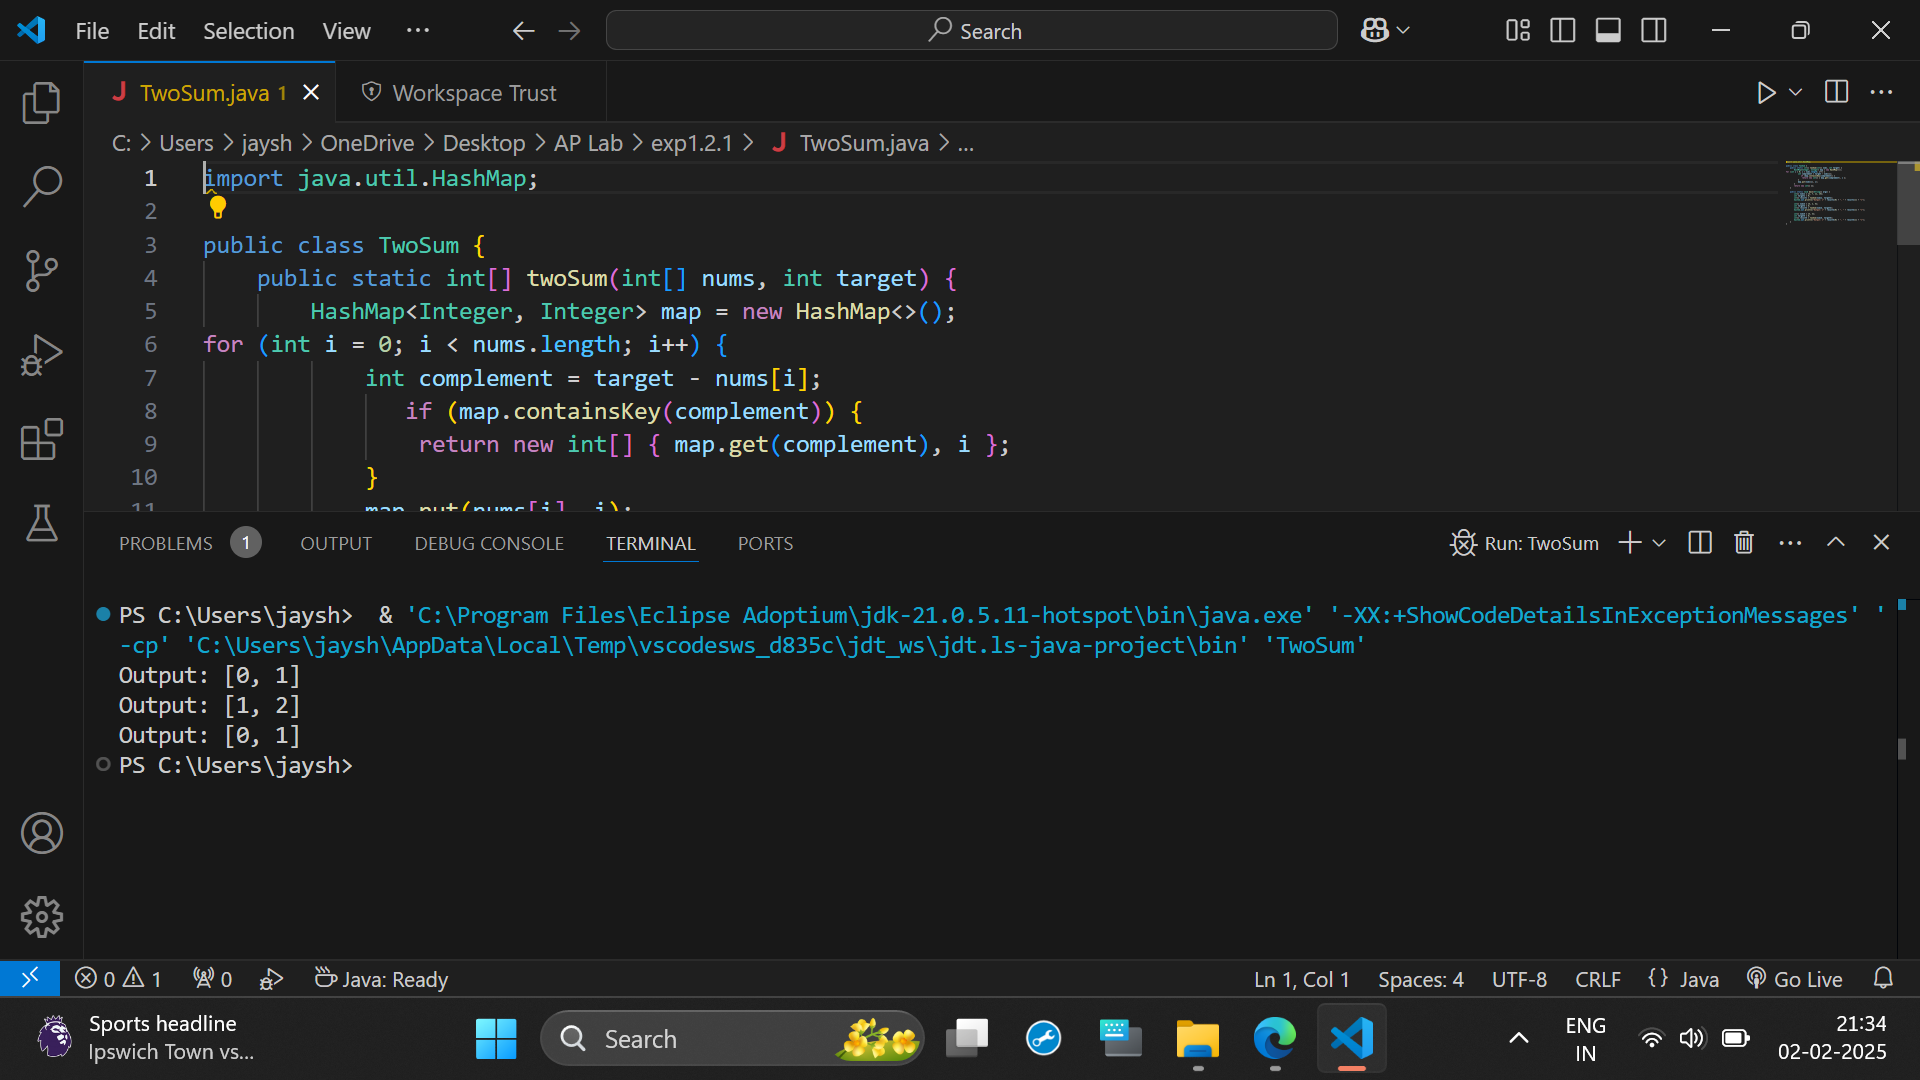 File Edit Selection View ··· Search
TwoSum.java 1 Workspace Trust
C: > Users > jaysh > OneDrive > Desktop > AP Lab > exp1.2.1 > J TwoSum.java > ...
1 import java.util.HashMap;
2
3 public class TwoSum {
4 public static int[] twoSum(int[] nums, int target) {
5 HashMap<Integer, Integer> map = new HashMap<>();
6 for (int i = 0; i < nums.length; i++) {
7 int complement = target - nums[i];
8 if (map.containsKey(complement)) {
9 return new int[] { map.get(complement), i };
10 }
11 map.put(nums[i], i);
PROBLEMS 1 OUTPUT DEBUG CONSOLE TERMINAL PORTS Run: TwoSum
PS C:\Users\jaysh>  & 'C:\Program Files\Eclipse Adoptium\jdk-21.0.5.11-hotspot\bin\java.exe' '-XX:+ShowCodeDetailsInExceptionMessages' '
-cp' 'C:\Users\jaysh\AppData\Local\Temp\vscodesws_d835c\jdt_ws\jdt.ls-java-project\bin' 'TwoSum'
Output: [0, 1]
Output: [1, 2]
Output: [0, 1]
PS C:\Users\jaysh>
0 1 0 Java: Ready Ln 1, Col 1 Spaces: 4 UTF-8 CRLF {} Java Go Live
Sports headline
Ipswich Town vs...
Search
ENG
IN
21:34
02-02-2025